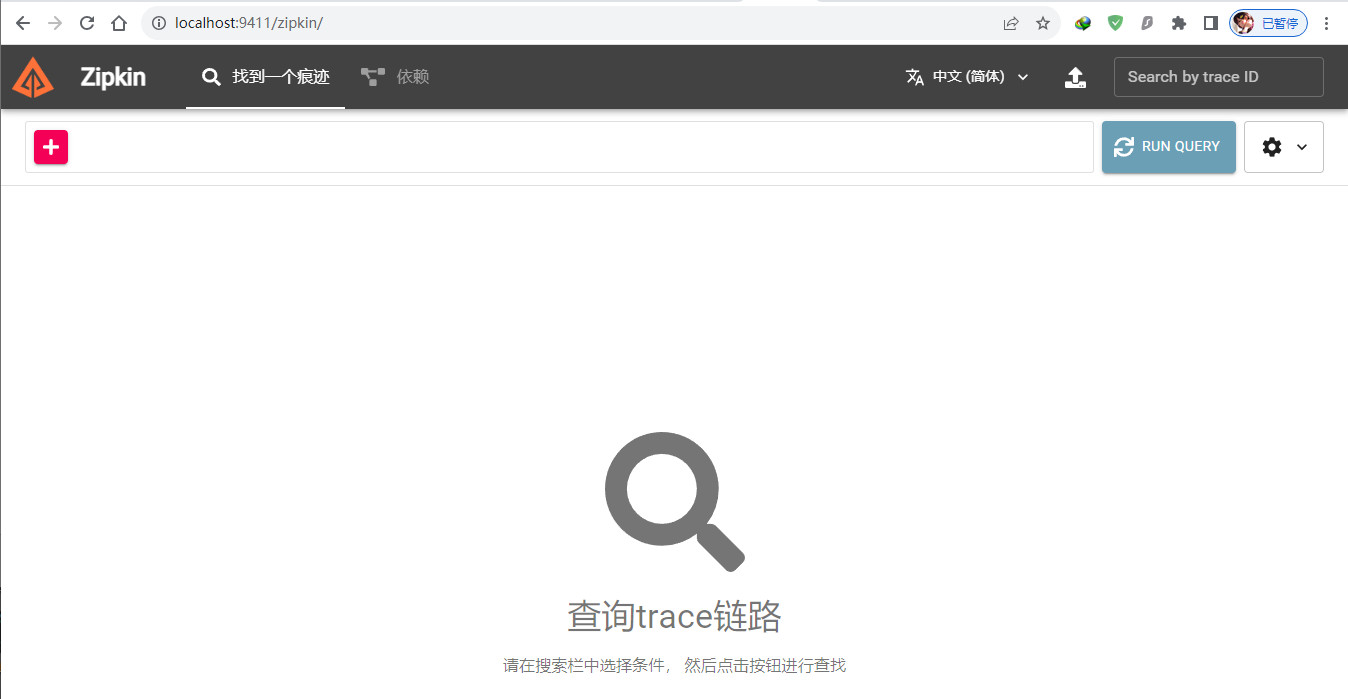 localhost:9411/zipkin/
已暂停
Zipkin
找到一个痕迹
依赖
中文 (简体)
Search by trace ID
RUN QUERY
查询trace链路
请在搜索栏中选择条件， 然后点击按钮进行查找